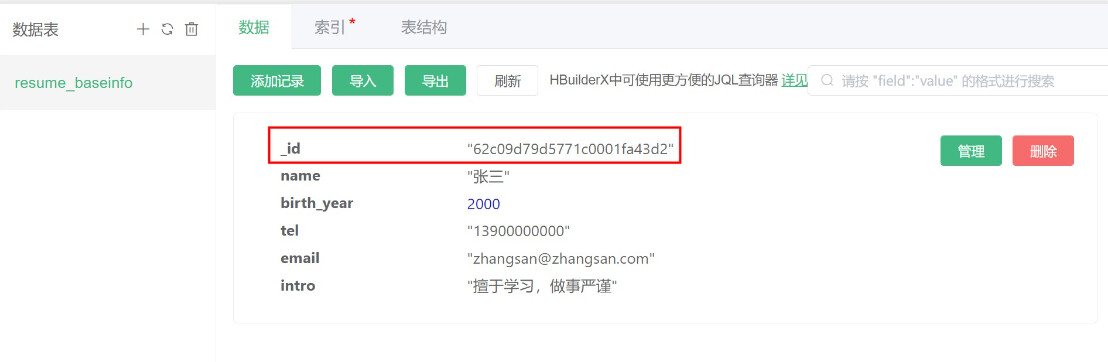 数据表
resume_baseinfo
数据 索引 * 表结构
添加记录 导入 导出 刷新 HBuilderX中可使用更方便的JQL查询器 详见 请按 "field":"value" 的格式进行搜索
_id "62c09d79d5771c0001fa43d2" 管理 删除
name "张三"
birth_year 2000
tel "13900000000"
email "zhangsan@zhangsan.com"
intro "擅于学习，做事严谨"